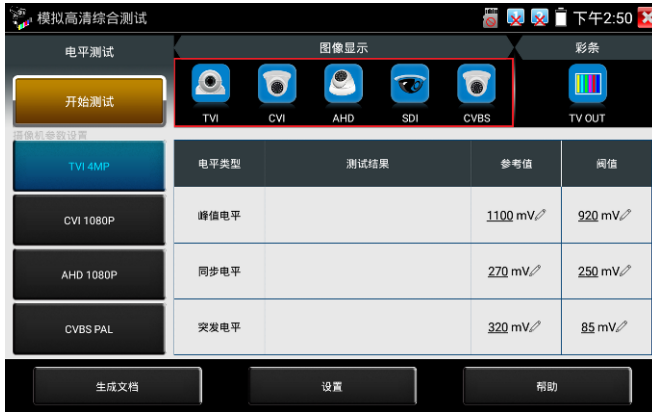 模拟高清综合测试
下午2:50
电平测试
图像显示
彩条
开始测试
TVI
CVI
AHD
SDI
CVBS
TV OUT
摄像机参数设置
TVI 4MP
电平类型 测试结果 参考值 阀值
CVI 1080P
峰值电平 1100 mV 920 mV
AHD 1080P
同步电平 270 mV 250 mV
CVBS PAL
突发电平 320 mV 85 mV
生成文档
设置
帮助